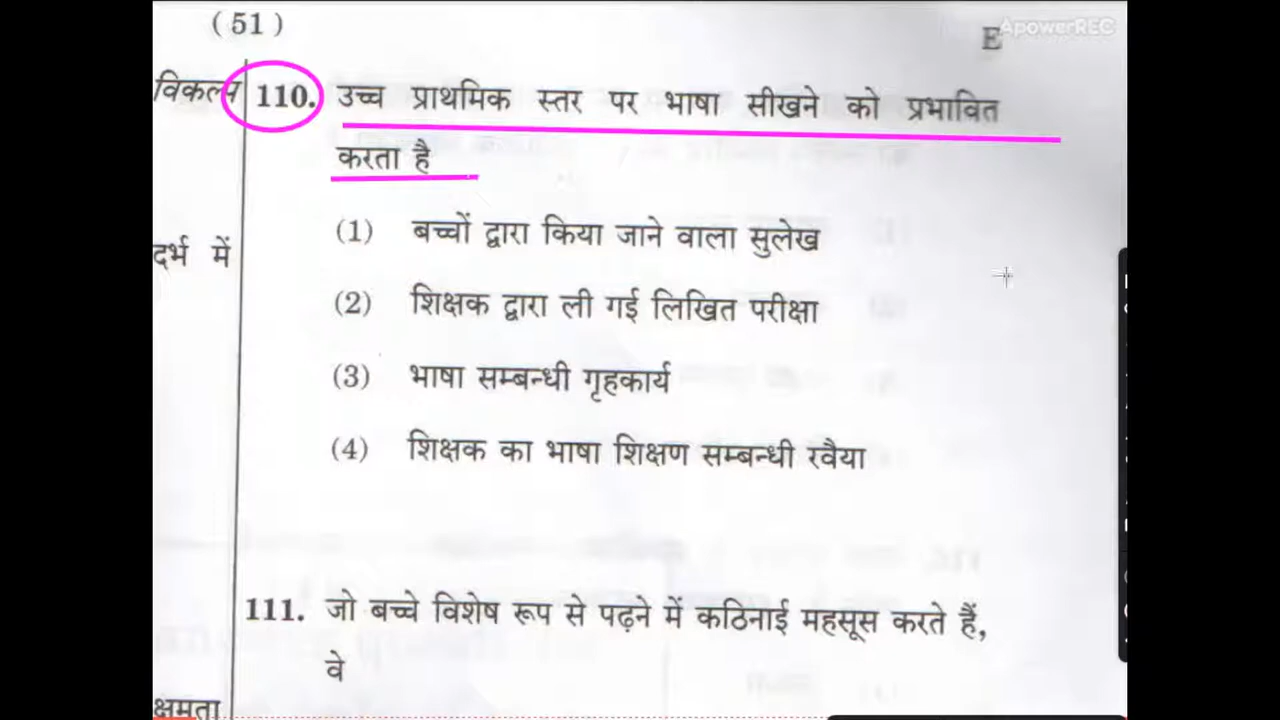 ( 51 )
ApowerREC
E
विकल्प
110. उच्च प्राथमिक स्तर पर भाषा सीखने को प्रभावित
करता है
(1) बच्चों द्वारा किया जाने वाला सुलेख
दर्भ में
(2) शिक्षक द्वारा ली गई लिखित परीक्षा
(3) भाषा सम्बन्धी गृहकार्य
(4) शिक्षक का भाषा शिक्षण सम्बन्धी रवैया
111. जो बच्चे विशेष रूप से पढ़ने में कठिनाई महसूस करते हैं,
वे
क्षमता